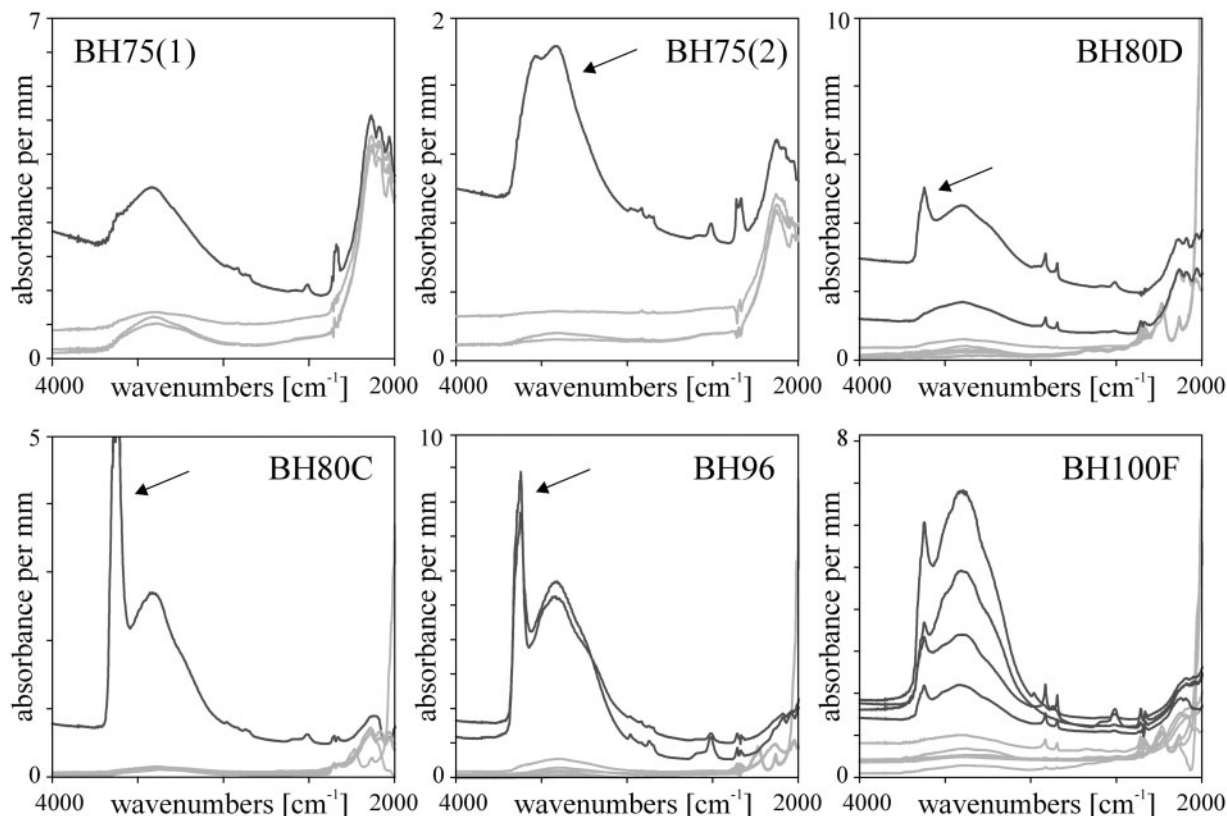 7
BH75(1)
absorbance per mm
0
4000
wavenumbers [cm-1]
2000
2
BH75(2)
absorbance per mm
0
4000
wavenumbers [cm-1]
2000
10
BH80D
absorbance per mm
0
4000
wavenumbers [cm-1]
2000
5
BH80C
absorbance per mm
0
4000
wavenumbers [cm-1]
2000
10
BH96
absorbance per mm
0
4000
wavenumbers [cm-1]
2000
8
BH100F
absorbance per mm
0
4000
wavenumbers [cm-1]
2000